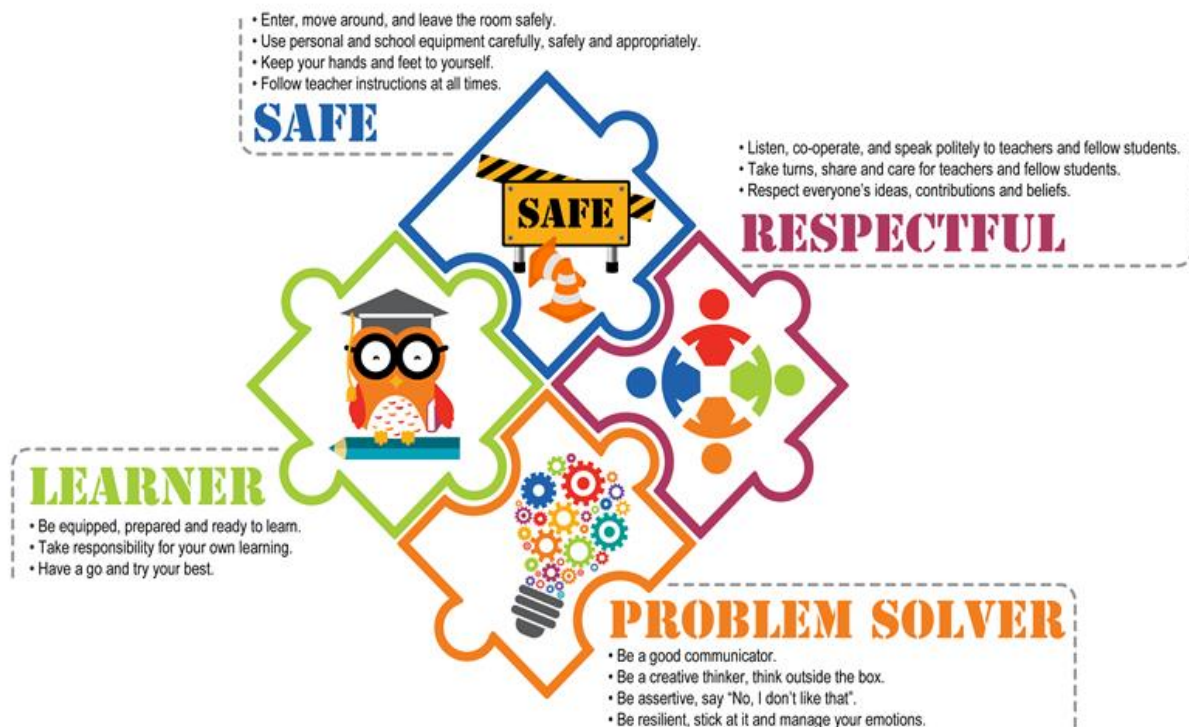 • Enter, move around, and leave the room safely.
• Use personal and school equipment carefully, safely and appropriately.
• Keep your hands and feet to yourself.
• Follow teacher instructions at all times.
SAFE
• Listen, co-operate, and speak politely to teachers and fellow students.
• Take turns, share and care for teachers and fellow students.
• Respect everyone’s ideas, contributions and beliefs.
RESPECTFUL
SAFE
LEARNER
• Be equipped, prepared and ready to learn.
• Take responsibility for your own learning.
• Have a go and try your best.
PROBLEM SOLVER
• Be a good communicator.
• Be a creative thinker, think outside the box.
• Be assertive, say “No, I don’t like that”.
• Be resilient, stick at it and manage your emotions.